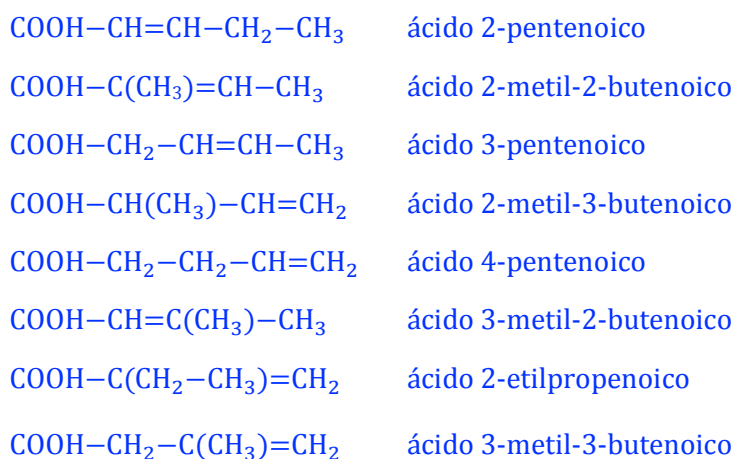 COOH−CH=CH−CH₂−CH₃ ácido 2-pentenoico
COOH−C(CH₃)=CH−CH₃ ácido 2-metil-2-butenoico
COOH−CH₂−CH=CH−CH₃ ácido 3-pentenoico
COOH−CH(CH₃)−CH=CH₂ ácido 2-metil-3-butenoico
COOH−CH₂−CH₂−CH=CH₂ ácido 4-pentenoico
COOH−CH=C(CH₃)−CH₃ ácido 3-metil-2-butenoico
COOH−C(CH₂−CH₃)=CH₂ ácido 2-etilpropenoico
COOH−CH₂−C(CH₃)=CH₂ ácido 3-metil-3-butenoico